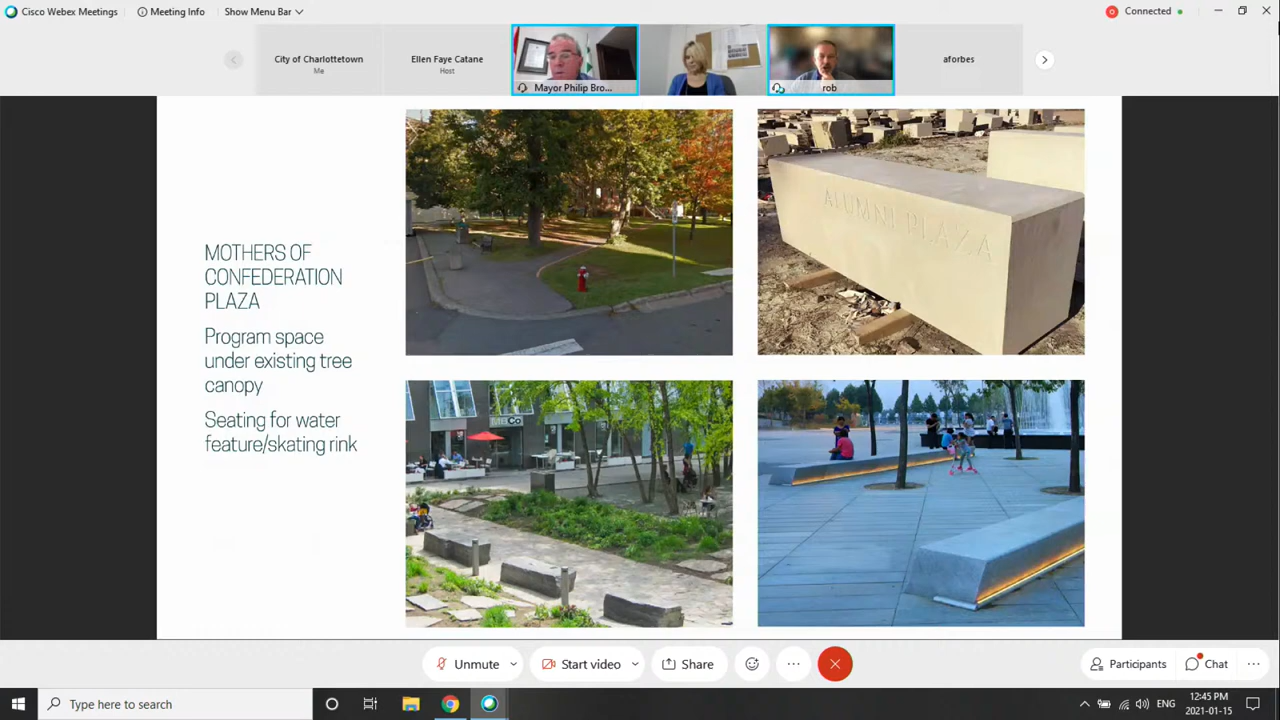 Cisco Webex Meetings
Meeting Info
Show Menu Bar
Connected
City of Charlottetown
Me
Ellen Faye Catane
Host
Mayor Philip Bro...
rob
aforbes
MOTHERS OF
CONFEDERATION
PLAZA
Program space
under existing tree
canopy
Seating for water
feature/skating rink
ALUMNI PLAZA
Unmute
Start video
Share
Participants
Chat
Type here to search
ENG
12:45 PM
2021-01-15